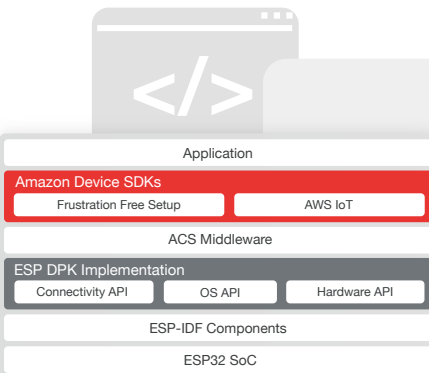 </>
Application
Amazon Device SDKs
Frustration Free Setup AWS IoT
ACS Middleware
ESP DPK Implementation
Connectivity API OS API Hardware API
ESP-IDF Components
ESP32 SoC